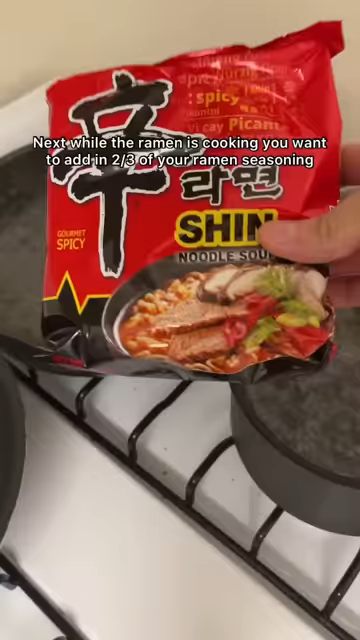 spicy
Picant
Next while the ramen is cooking you want
to add in 2/3 of your ramen seasoning
辛
라면
GOURMET
SPICY
SHIN
NOODLE SOUP